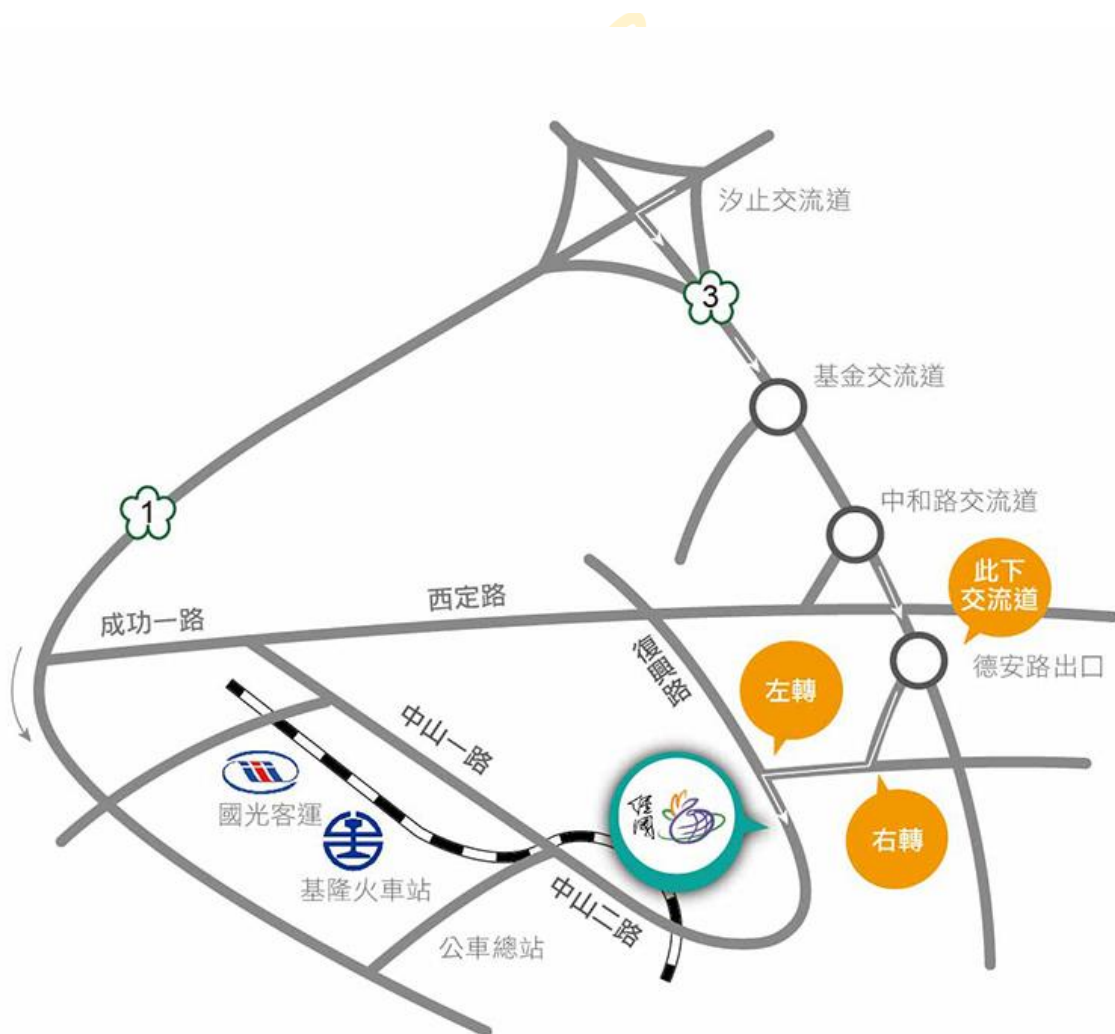 汐止交流道
3
基金交流道
1
中和路交流道
此下
交流道
西定路
成功一路
復興路
德安路出口
左轉
中山一路
國光客運
經國
右轉
基隆火車站
中山二路
公車總站